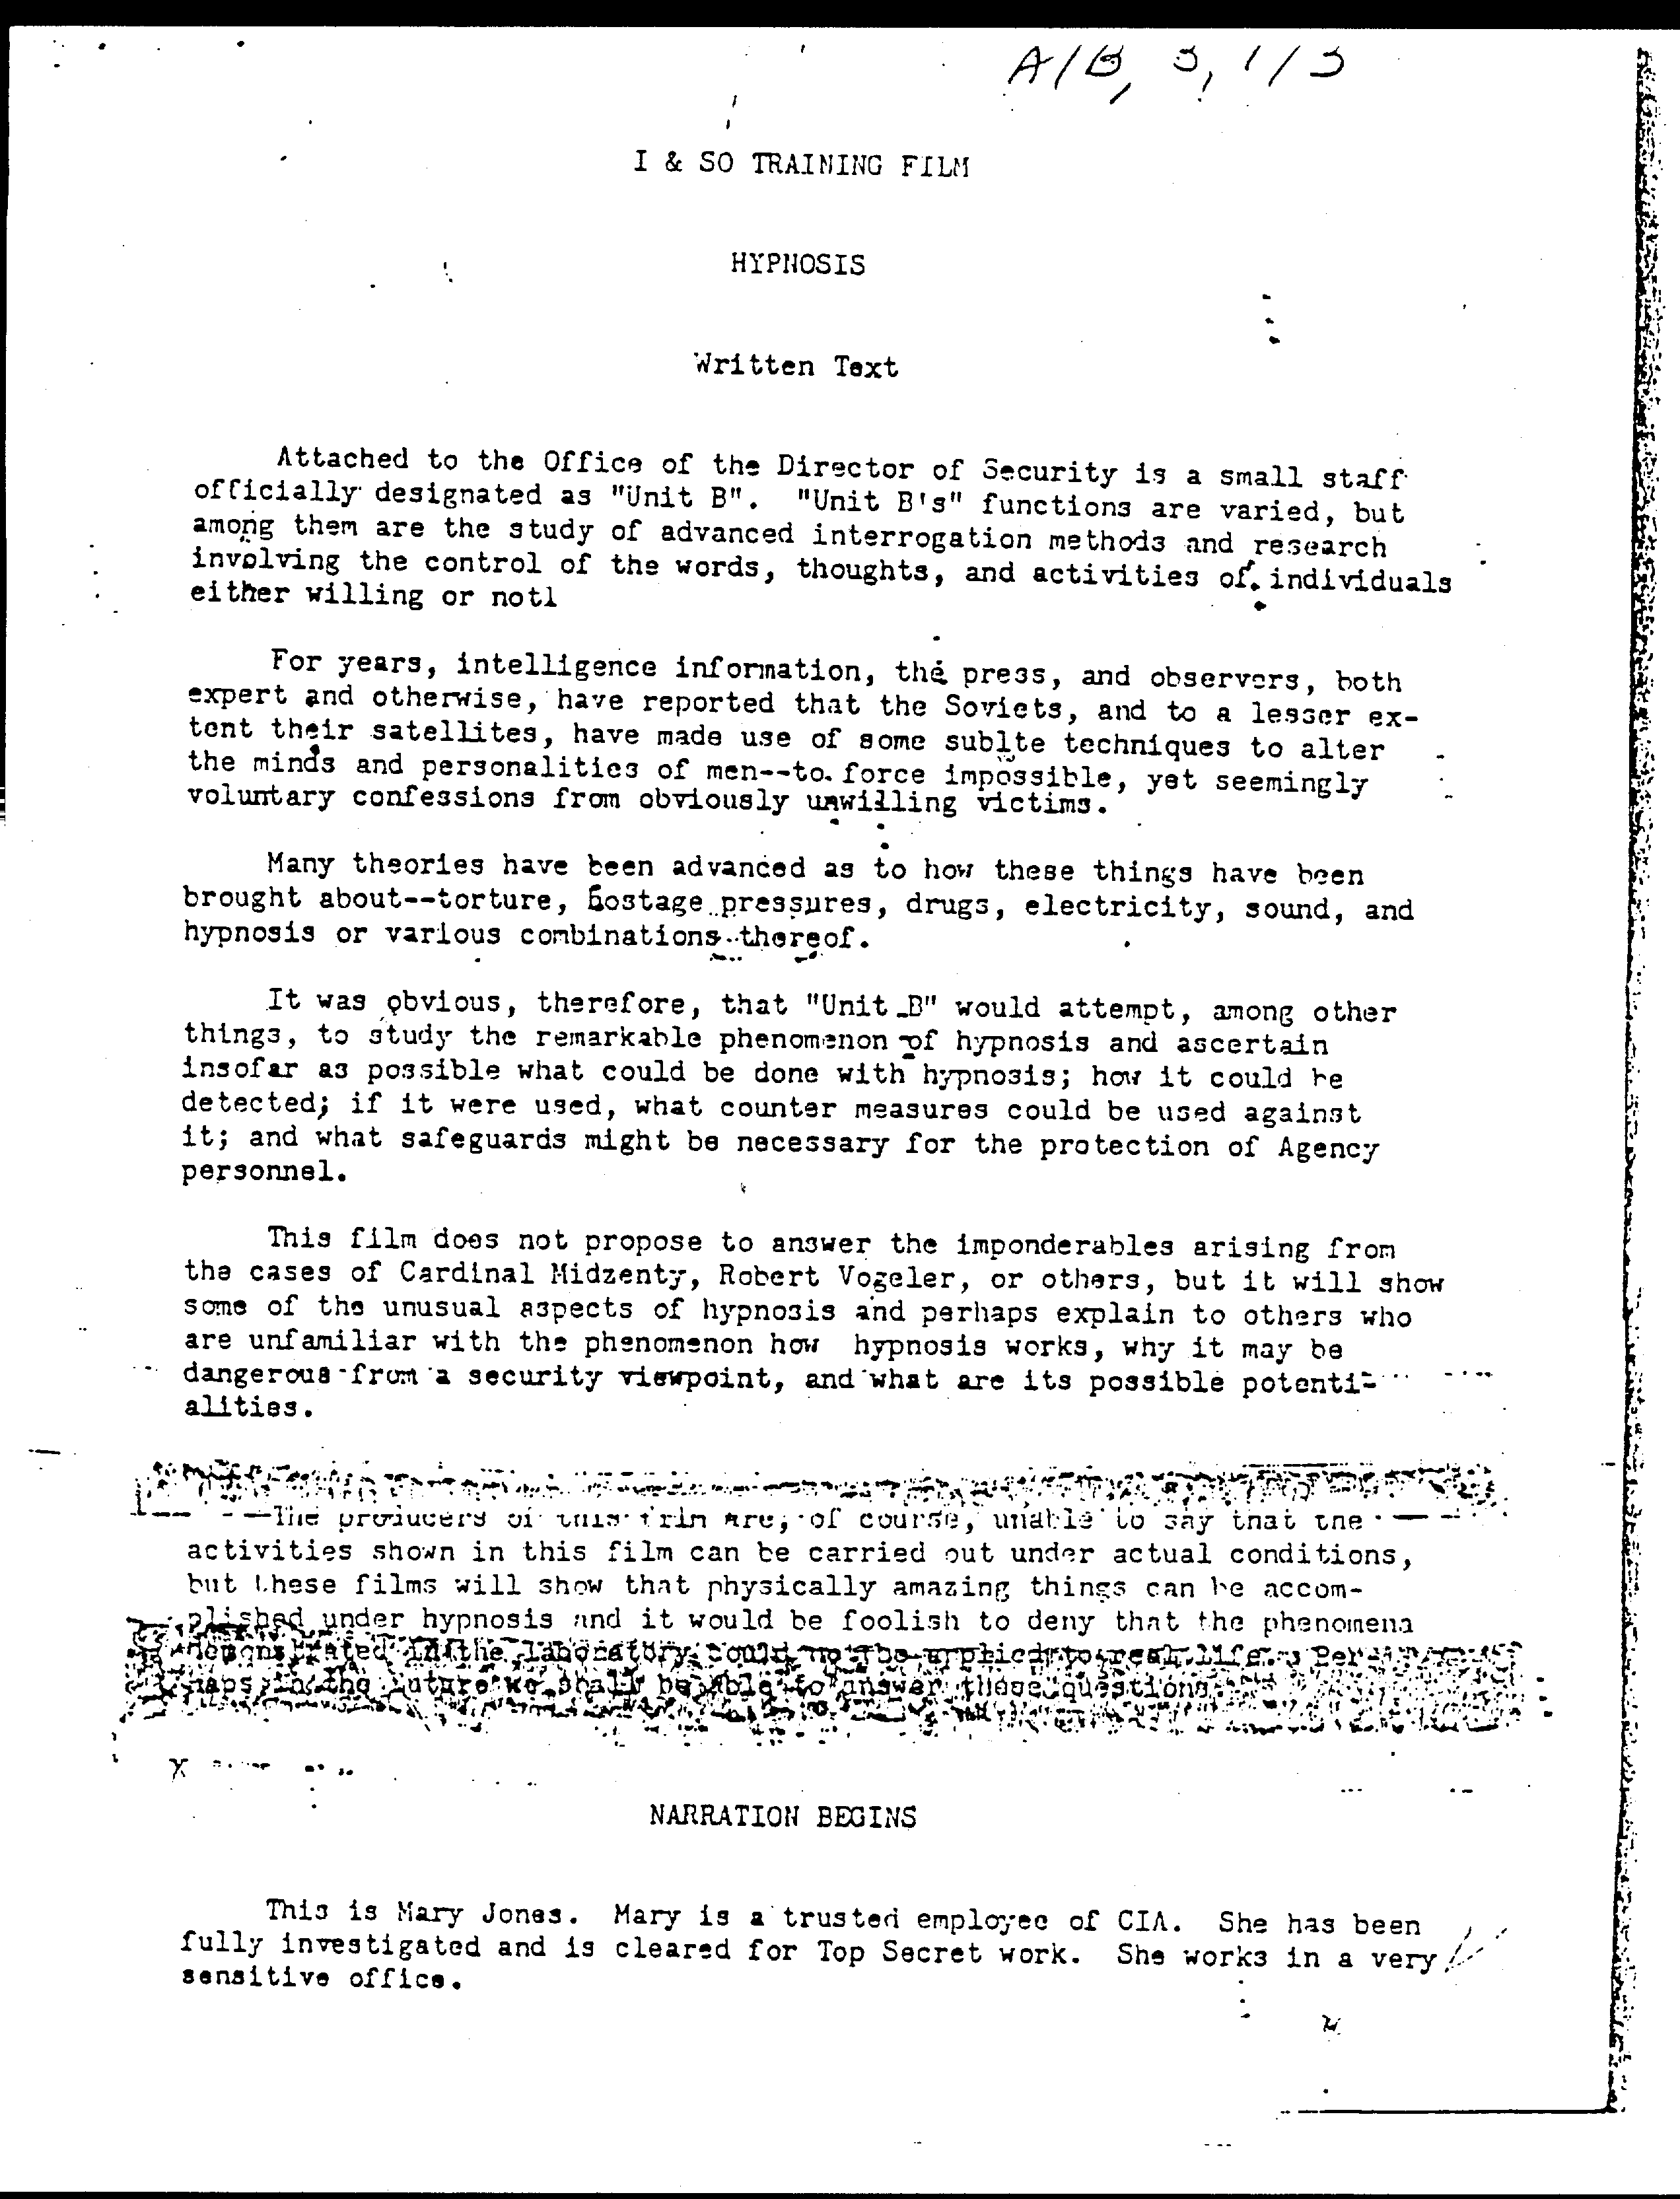 A/B, 3, 1/3
I & SO TRAINING FILM
HYPNOSIS
Written Text
Attached to the Office of the Director of Security is a small staff
officially designated as "Unit B". "Unit B's" functions are varied, but
among them are the study of advanced interrogation methods and research
involving the control of the words, thoughts, and activities of individuals
either willing or notl
For years, intelligence information, the press, and observers, both
expert and otherwise, have reported that the Soviets, and to a lesser ex-
tent their satellites, have made use of some sublte techniques to alter
the minds and personalities of men--to force impossible, yet seemingly
voluntary confessions from obviously unwilling victims.
Many theories have been advanced as to how these things have been
brought about--torture, hostage pressures, drugs, electricity, sound, and
hypnosis or various combinations thereof.
It was obvious, therefore, that "Unit B" would attempt, among other
things, to study the remarkable phenomenon of hypnosis and ascertain
insofar as possible what could be done with hypnosis; how it could be
detected; if it were used, what counter measures could be used against
it; and what safeguards might be necessary for the protection of Agency
personnel.
This film does not propose to answer the imponderables arising from
the cases of Cardinal Midzenty, Robert Vogeler, or others, but it will show
some of the unusual aspects of hypnosis and perhaps explain to others who
are unfamiliar with the phenomenon how hypnosis works, why it may be
dangerous from a security viewpoint, and what are its possible potenti-
alities.
The producers of this film are, of course, unable to say that the
activities shown in this film can be carried out under actual conditions,
but these films will show that physically amazing things can be accom-
plished under hypnosis and it would be foolish to deny that the phenomena
demonstrated in the laboratory could not be applied to real life. Per-
haps in the future we shall be able to answer these questions.
X
NARRATION BEGINS
This is Mary Jones. Mary is a trusted employee of CIA. She has been
fully investigated and is cleared for Top Secret work. She works in a very
sensitive office.